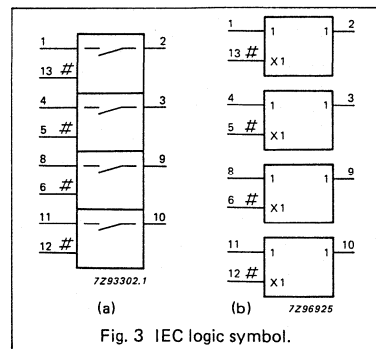 1 2
13 #
4 3
5 #
8 9
6 #
11 10
12 #
7Z93302.1
(a)
1 1 1 2
13 # X1
4 1 1 3
5 # X1
8 1 1 9
6 # X1
11 1 1 10
12 # X1
7Z96925
(b)
Fig. 3 IEC logic symbol.